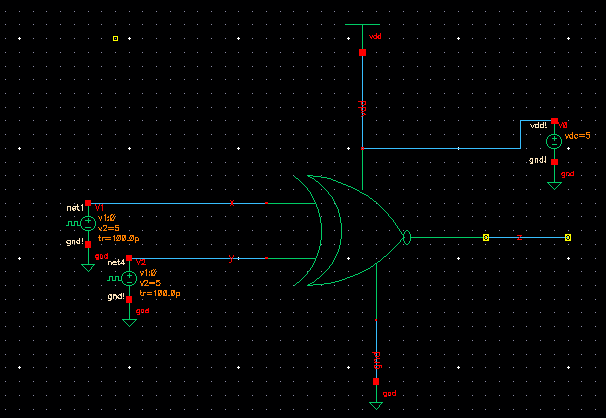 vdd
vdd!
V0
vdc=5
gnd!
gnd
net1
V1
v1:0
v2=5
tr=100.0p
gnd!
gnd
x
net4
v1:0
v2=5
tr=100.0p
gnd!
gnd
y
z
gnd